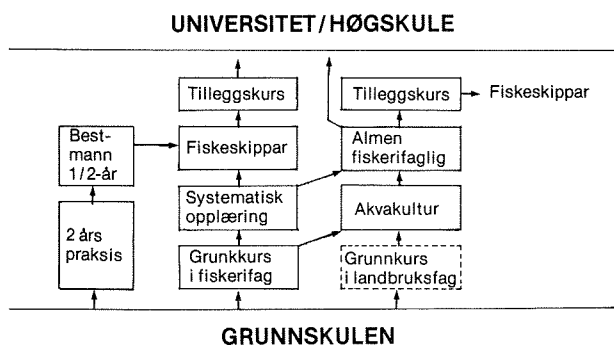 UNIVERSITET/HØGSKULE
Tilleggskurs
Tilleggskurs
Fiskeskippar
Best-
mann
1/2-år
Fiskeskippar
Almen
fiskerifaglig
Systematisk
opplæring
Akvakultur
2 års
praksis
Grunkkurs
i fiskerifag
Grunnkurs
i landbruksfag
GRUNNSKULEN